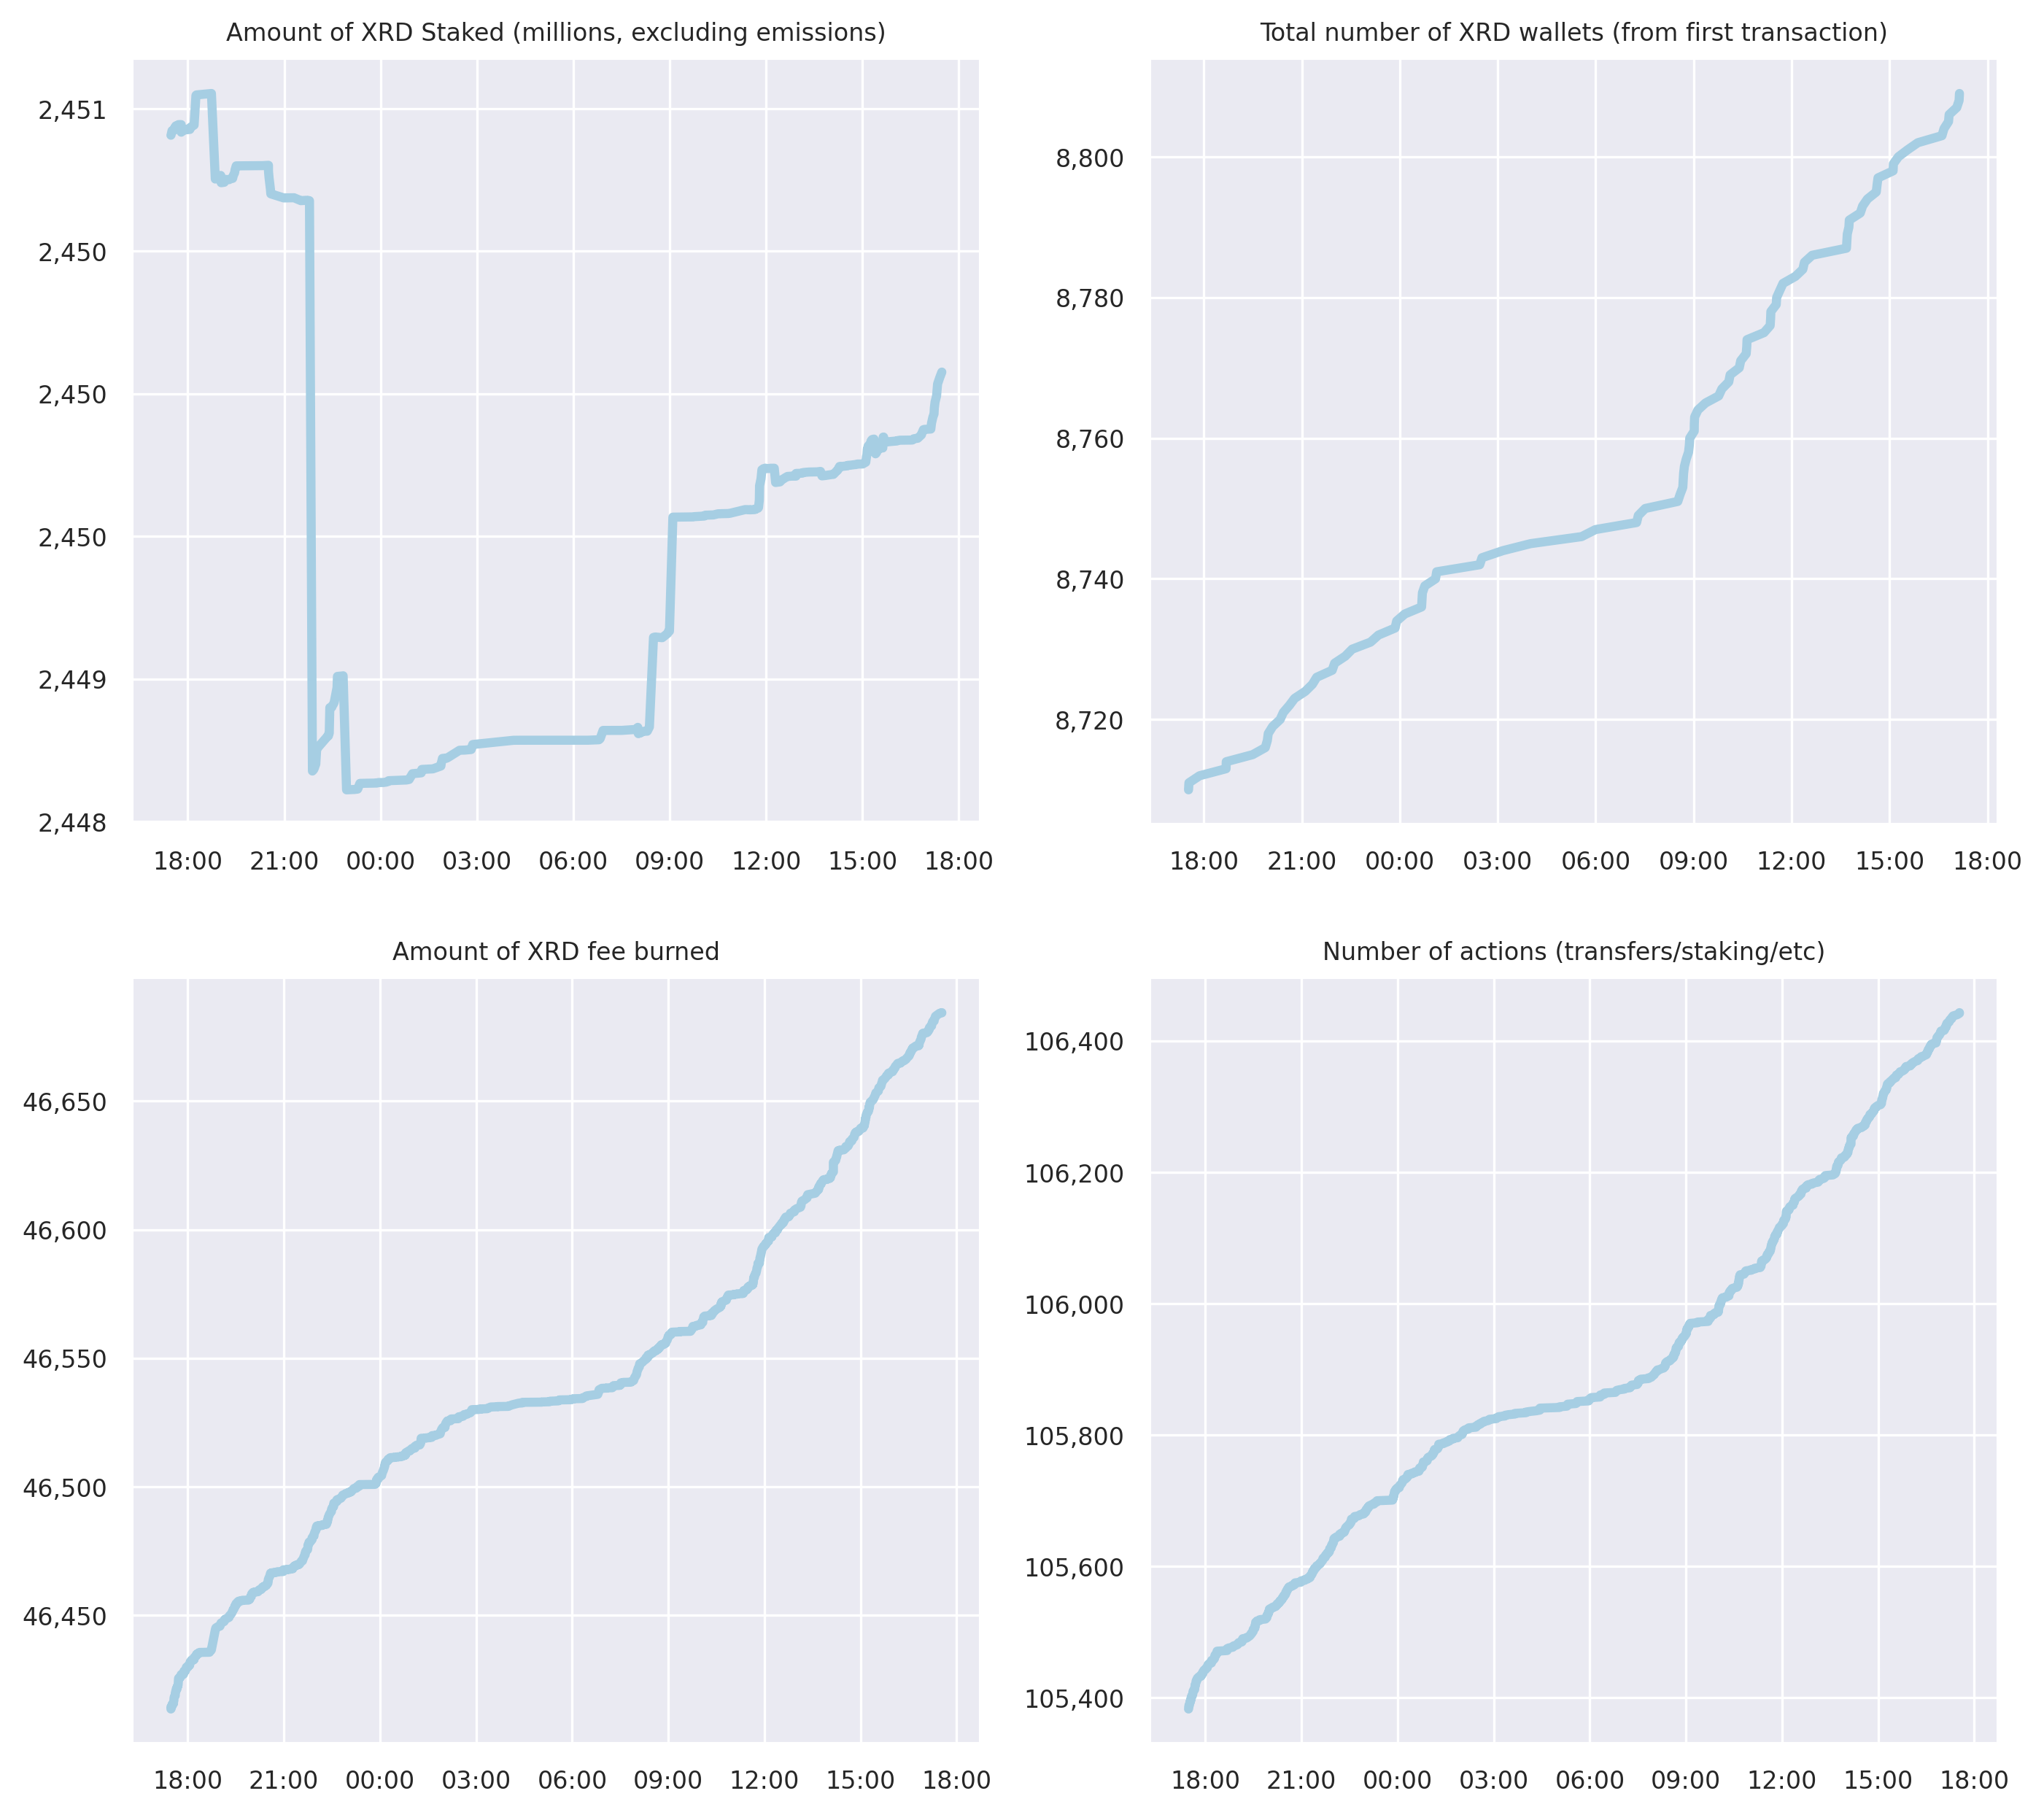 Amount of XRD Staked (millions, excluding emissions)
2,451
2,450
2,450
2,450
2,449
2,448
18:00 21:00 00:00 03:00 06:00 09:00 12:00 15:00 18:00
Total number of XRD wallets (from first transaction)
8,800
8,780
8,760
8,740
8,720
18:00 21:00 00:00 03:00 06:00 09:00 12:00 15:00 18:00
Amount of XRD fee burned
46,650
46,600
46,550
46,500
46,450
18:00 21:00 00:00 03:00 06:00 09:00 12:00 15:00 18:00
Number of actions (transfers/staking/etc)
106,400
106,200
106,000
105,800
105,600
105,400
18:00 21:00 00:00 03:00 06:00 09:00 12:00 15:00 18:00